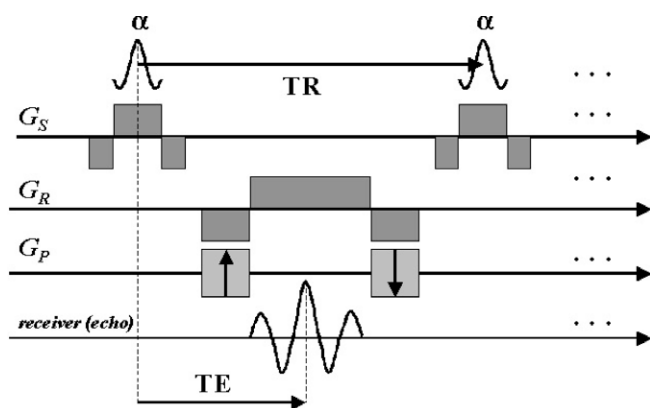 α α
TR
. . .
G_S . . .
G_R . . .
G_P . . .
receiver (echo) . . .
TE